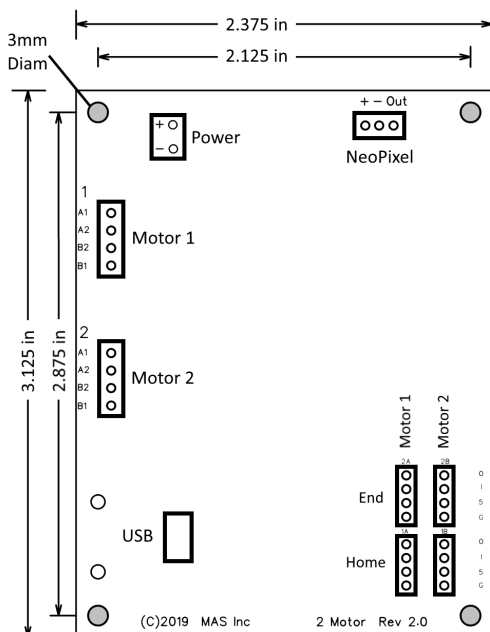 2.375 in
3mm
Diam
2.125 in
+ - Out
+
-
Power
NeoPixel
1
A1
A2
B2
B1
Motor 1
3.125 in
2.875 in
2
A1
A2
B2
B1
Motor 2
Motor 1
Motor 2
2A 2B
End
O
I
5
G
USB
1A 1B
Home
O
I
5
G
(C)2019 MAS Inc
2 Motor Rev 2.0